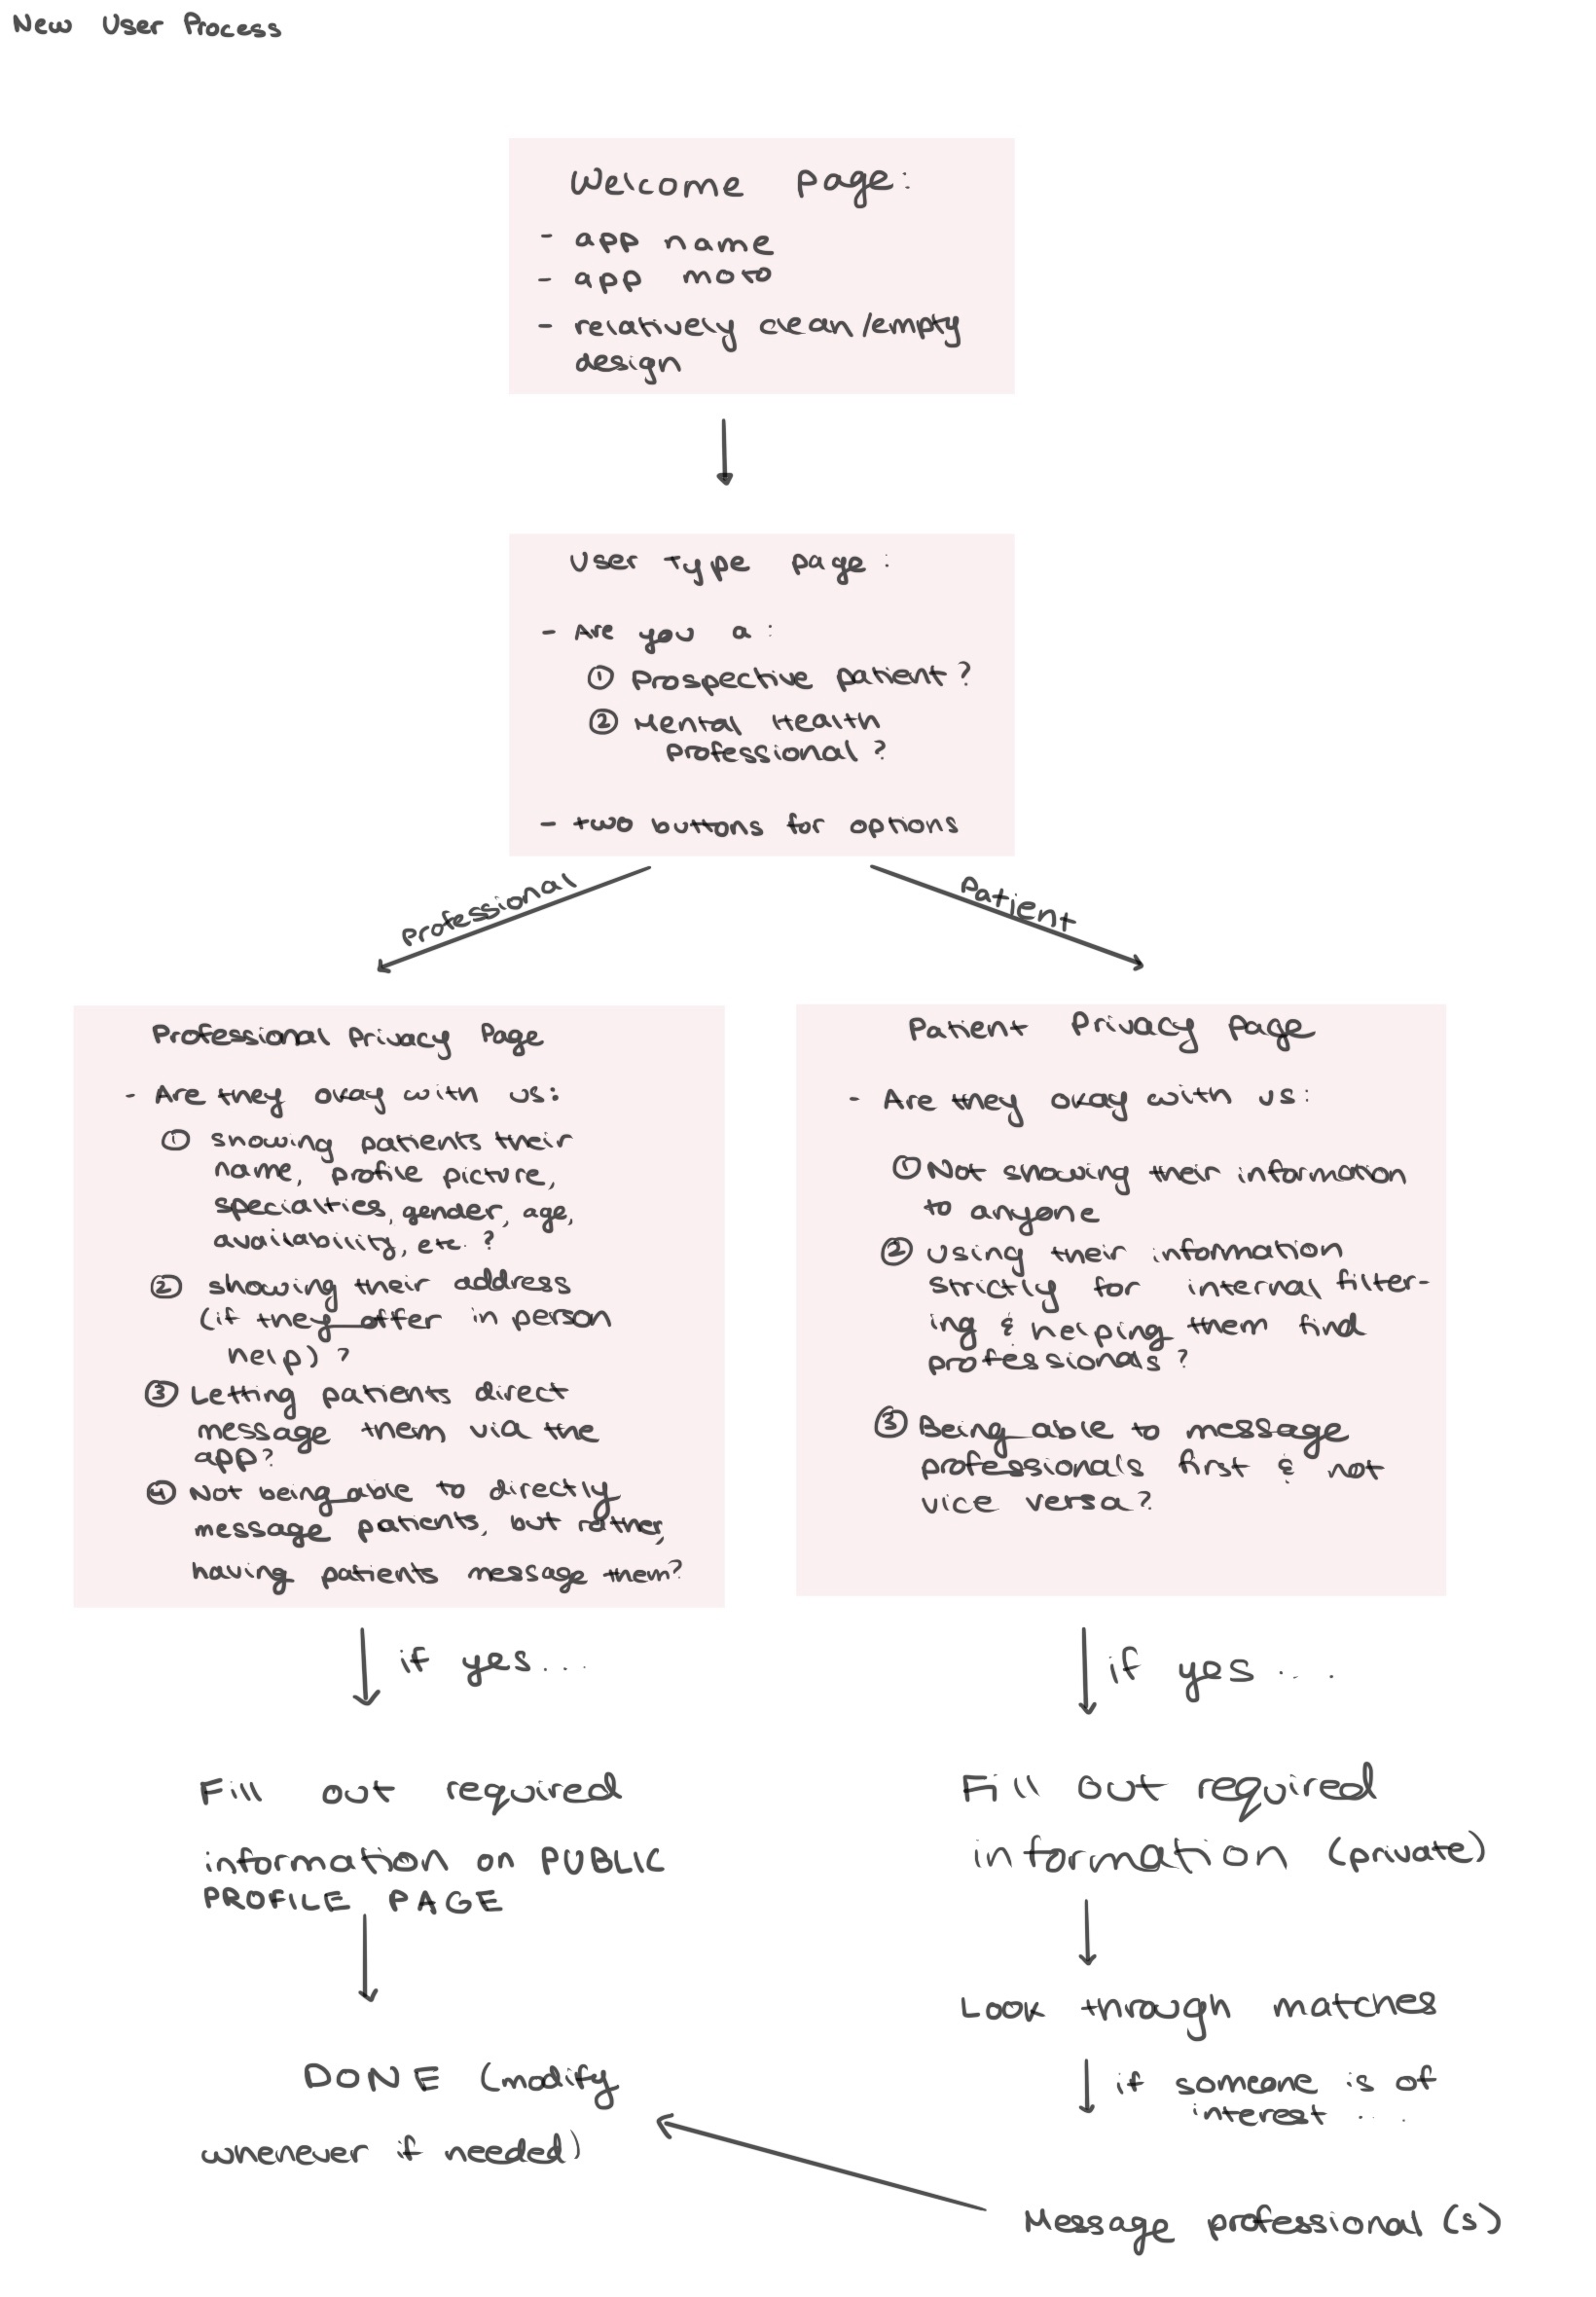 New User Process
Welcome page:
- app name
- app moto
- relatively clean/empty
design
User type page:
- Are you a:
① Prospective patient?
② Mental Health
professional?
- two buttons for options
Professional
Patient
Professional Privacy Page
- Are they okay with us:
① showing patients their
name, profile picture,
specialties, gender, age,
availability, etc.?
② showing their address
(if they offer in person
help)?
③ Letting patients direct
message them via the
app?
④ Not being able to directly
message patients, but rather,
having patients message them?
Patient Privacy Page
- Are they okay with us:
① Not showing their information
to anyone
② using their information
strictly for internal filter-
ing & helping them find
professionals?
③ Being able to message
professionals first & not
vice versa?
if yes...
if yes...
Fill out required
information on PUBLIC
PROFILE PAGE
Fill out required
information (private)
Look through matches
if someone is of
interest...
DONE (modify
whenever if needed)
Message professional(s)